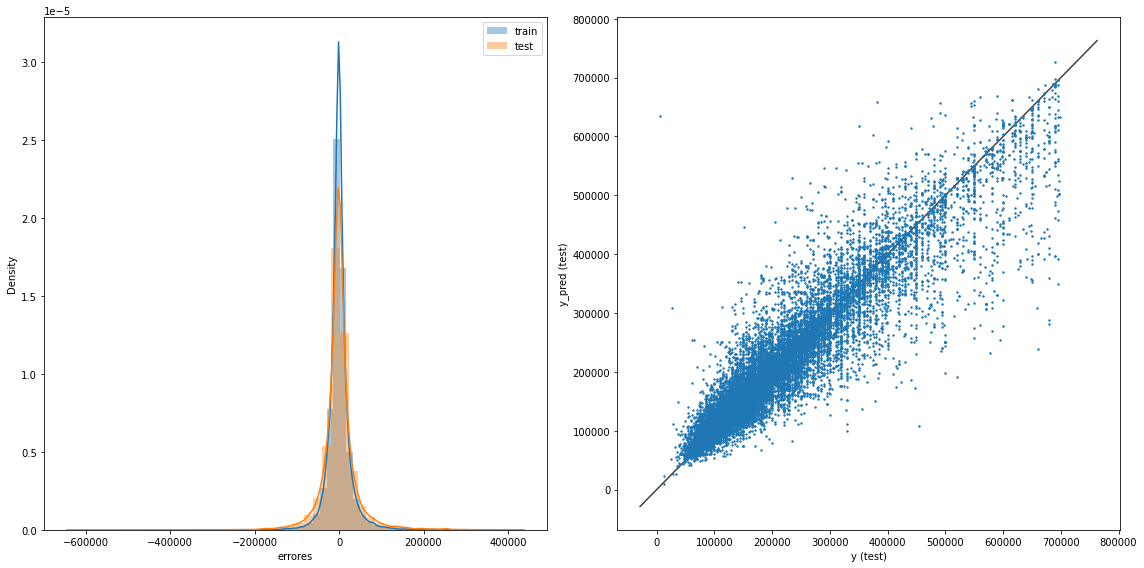 1e−5
train
test
3.0
2.5
2.0
1.5
1.0
0.5
0.0
Density
−600000 −400000 −200000 0 200000 400000
errores
800000
700000
600000
500000
400000
300000
200000
100000
0
y_pred (test)
0 100000 200000 300000 400000 500000 600000 700000 800000
y (test)